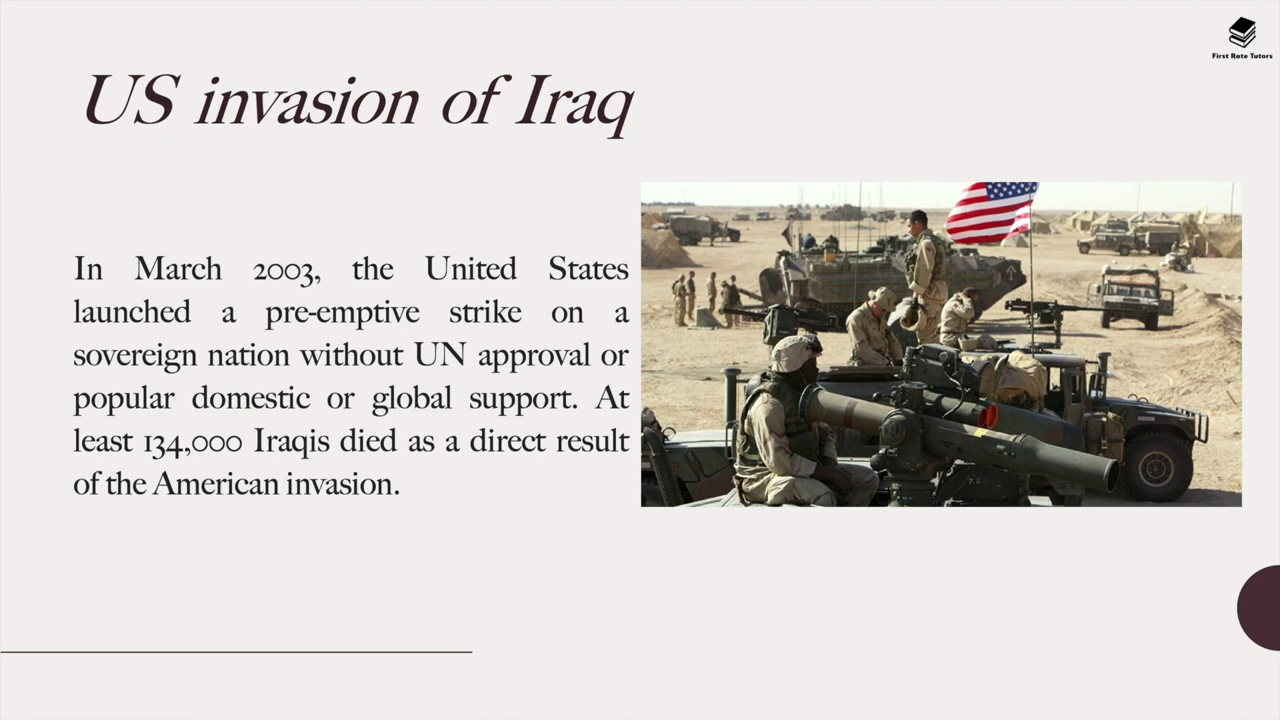 First Rate Tutors
US invasion of Iraq
In March 2003, the United States
launched a pre-emptive strike on a
sovereign nation without UN approval or
popular domestic or global support. At
least 134,000 Iraqis died as a direct result
of the American invasion.